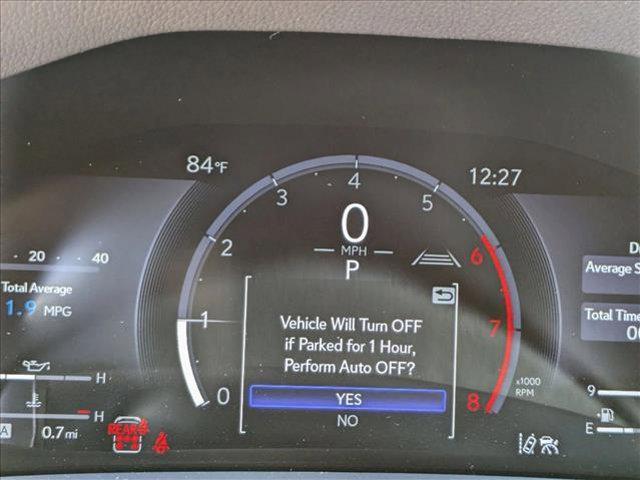 84°F
12:27
4
3
5
2
6
1
7
0
8
0
MPH
P
x1000
RPM
20 40
Total Average
1.9 MPG
H
H
A
0.7 mi
REAR
Vehicle Will Turn OFF
if Parked for 1 Hour,
Perform Auto OFF?
YES
NO
Average S
Total Time
9
E